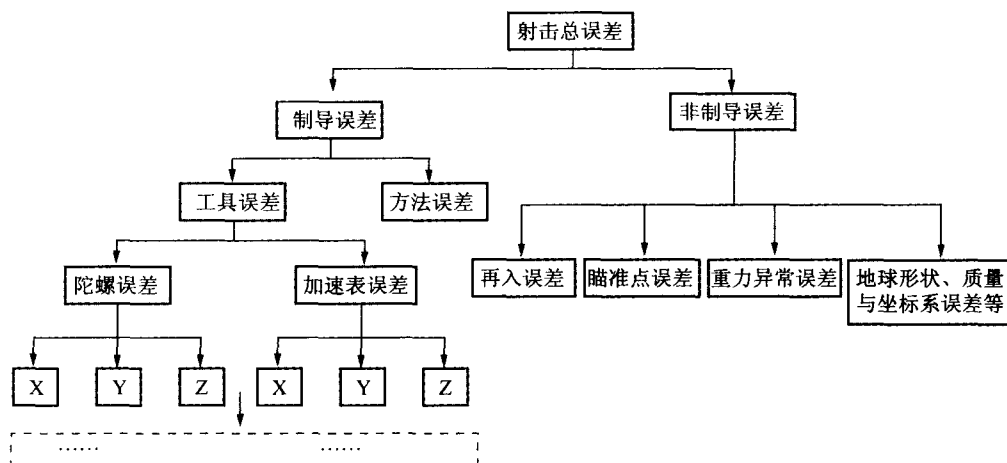 射击总误差
制导误差
非制导误差
工具误差
方法误差
陀螺误差
加速表误差
再入误差
瞄准点误差
重力异常误差
地球形状、质量
与坐标系误差等
X
Y
Z
X
Y
Z
……
……